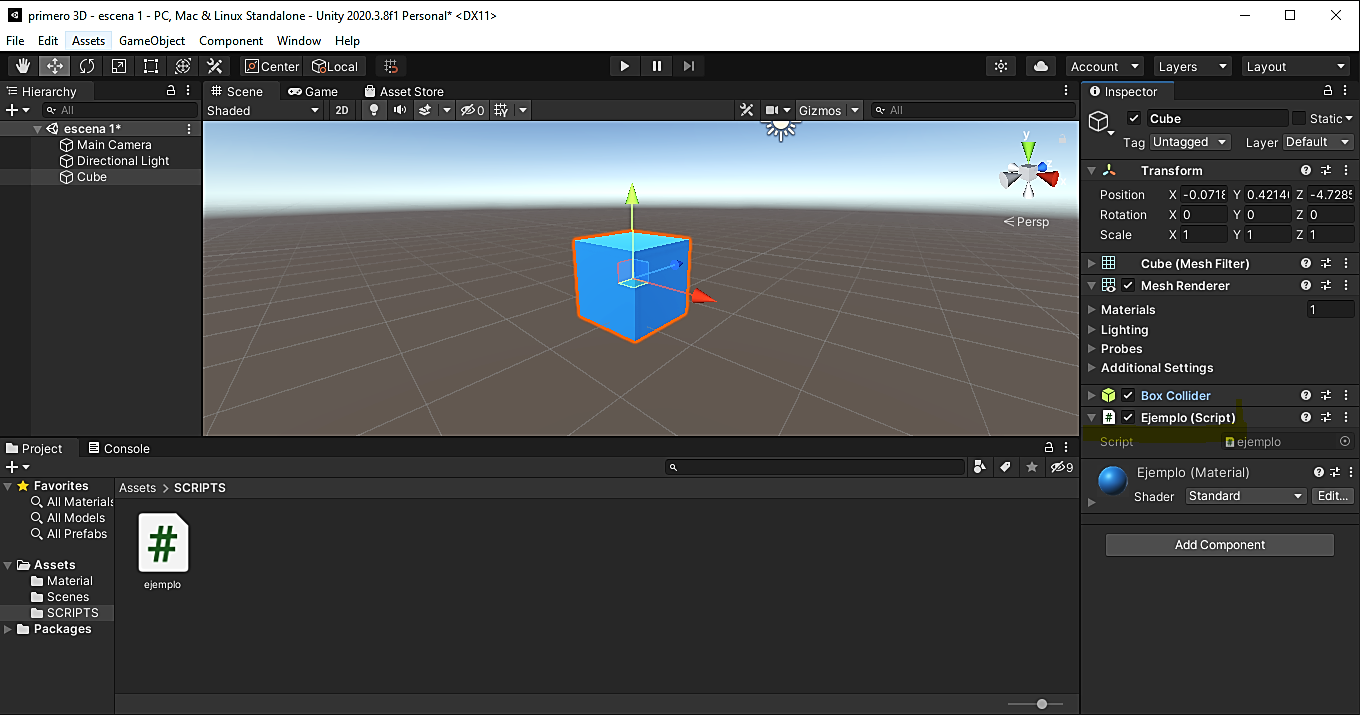 primero 3D - escena 1 - PC, Mac & Linux Standalone - Unity 2020.3.8f1 Personal* <DX11>
File Edit Assets GameObject Component Window Help
Center Local Account Layers Layout
Hierarchy
All
escena 1*
Main Camera
Directional Light
Cube
Scene Game Asset Store
Shaded 2D 0 Gizmos All
y
Persp
Inspector
Cube Static
Tag Untagged Layer Default
Transform
Position X -0.0718 Y 0.4214 Z -4.7285
Rotation X 0 Y 0 Z 0
Scale X 1 Y 1 Z 1
Cube (Mesh Filter)
Mesh Renderer
Materials 1
Lighting
Probes
Additional Settings
Box Collider
# Ejemplo (Script)
Script ejemplo
Ejemplo (Material)
Shader Standard Edit...
Add Component
Project Console
9
Favorites
All Materials
All Models
All Prefabs
Assets
Material
Scenes
SCRIPTS
Packages
Assets > SCRIPTS
#
ejemplo